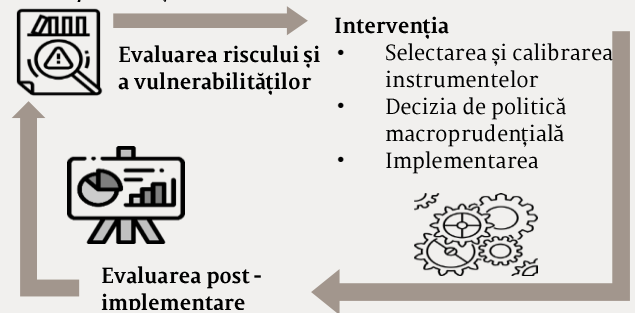 Intervenția
Evaluarea riscului și
a vulnerabilităților
• Selectarea și calibrarea
instrumentelor
• Decizia de politică
macroprudențială
• Implementarea
Evaluarea post -
implementare